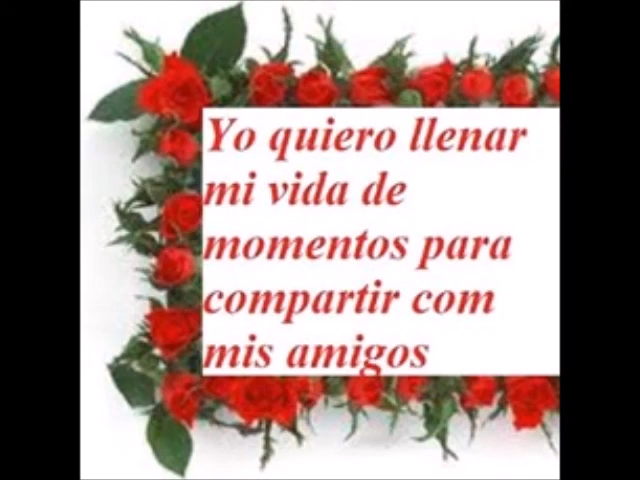 Yo quiero llenar
mi vida de
momentos para
compartir com
mis amigos